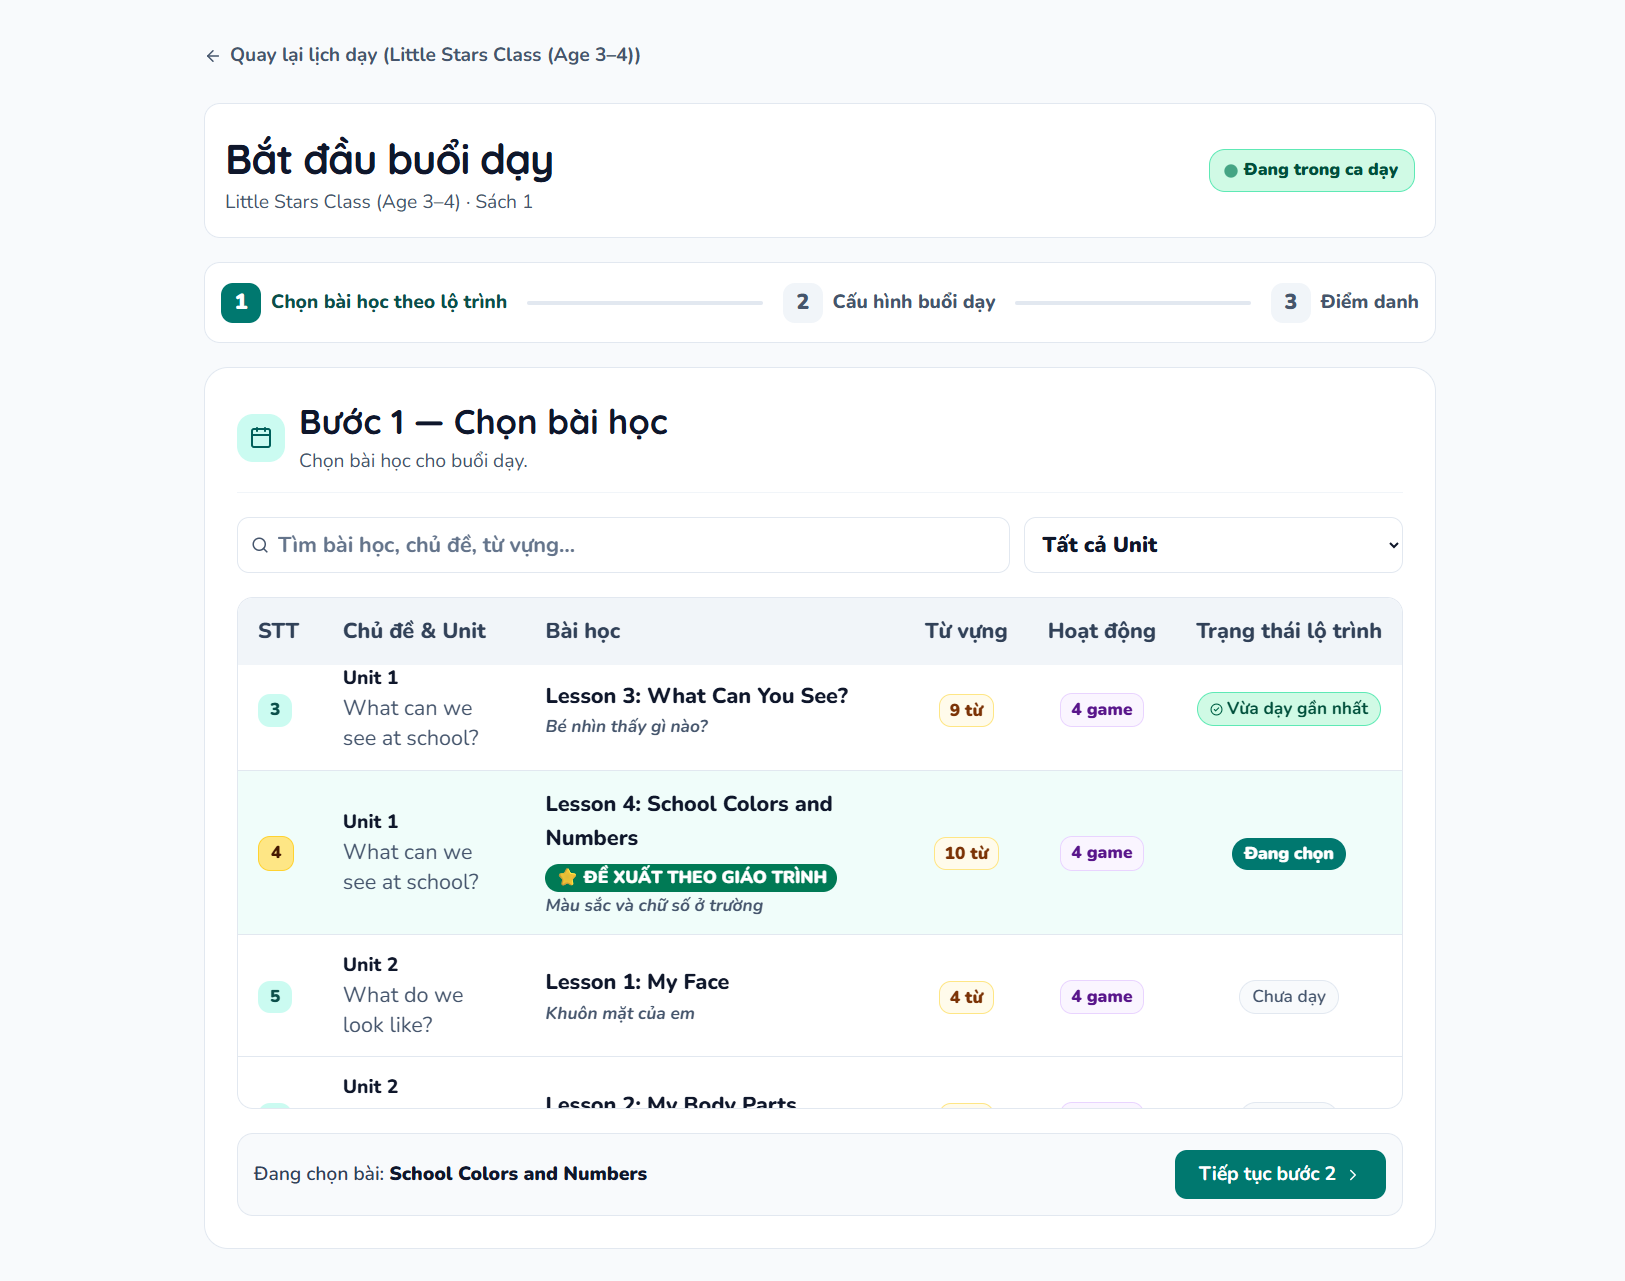 Quay lại lịch dạy (Little Stars Class (Age 3–4))
Bắt đầu buổi dạy
Little Stars Class (Age 3–4) · Sách 1
Đang trong ca dạy
1 Chọn bài học theo lộ trình
2 Cấu hình buổi dạy
3 Điểm danh
Bước 1 — Chọn bài học
Chọn bài học cho buổi dạy.
Tìm bài học, chủ đề, từ vựng...
Tất cả Unit
STT Chủ đề & Unit Bài học Từ vựng Hoạt động Trạng thái lộ trình
3
Unit 1
What can we
see at school?
Lesson 3: What Can You See?
Bé nhìn thấy gì nào?
9 từ
4 game
Vừa dạy gần nhất
4
Unit 1
What can we
see at school?
Lesson 4: School Colors and
Numbers
ĐỀ XUẤT THEO GIÁO TRÌNH
Màu sắc và chữ số ở trường
10 từ
4 game
Đang chọn
5
Unit 2
What do we
look like?
Lesson 1: My Face
Khuôn mặt của em
4 từ
4 game
Chưa dạy
Unit 2
Lesson 2: My Body Parts
Đang chọn bài: School Colors and Numbers
Tiếp tục bước 2